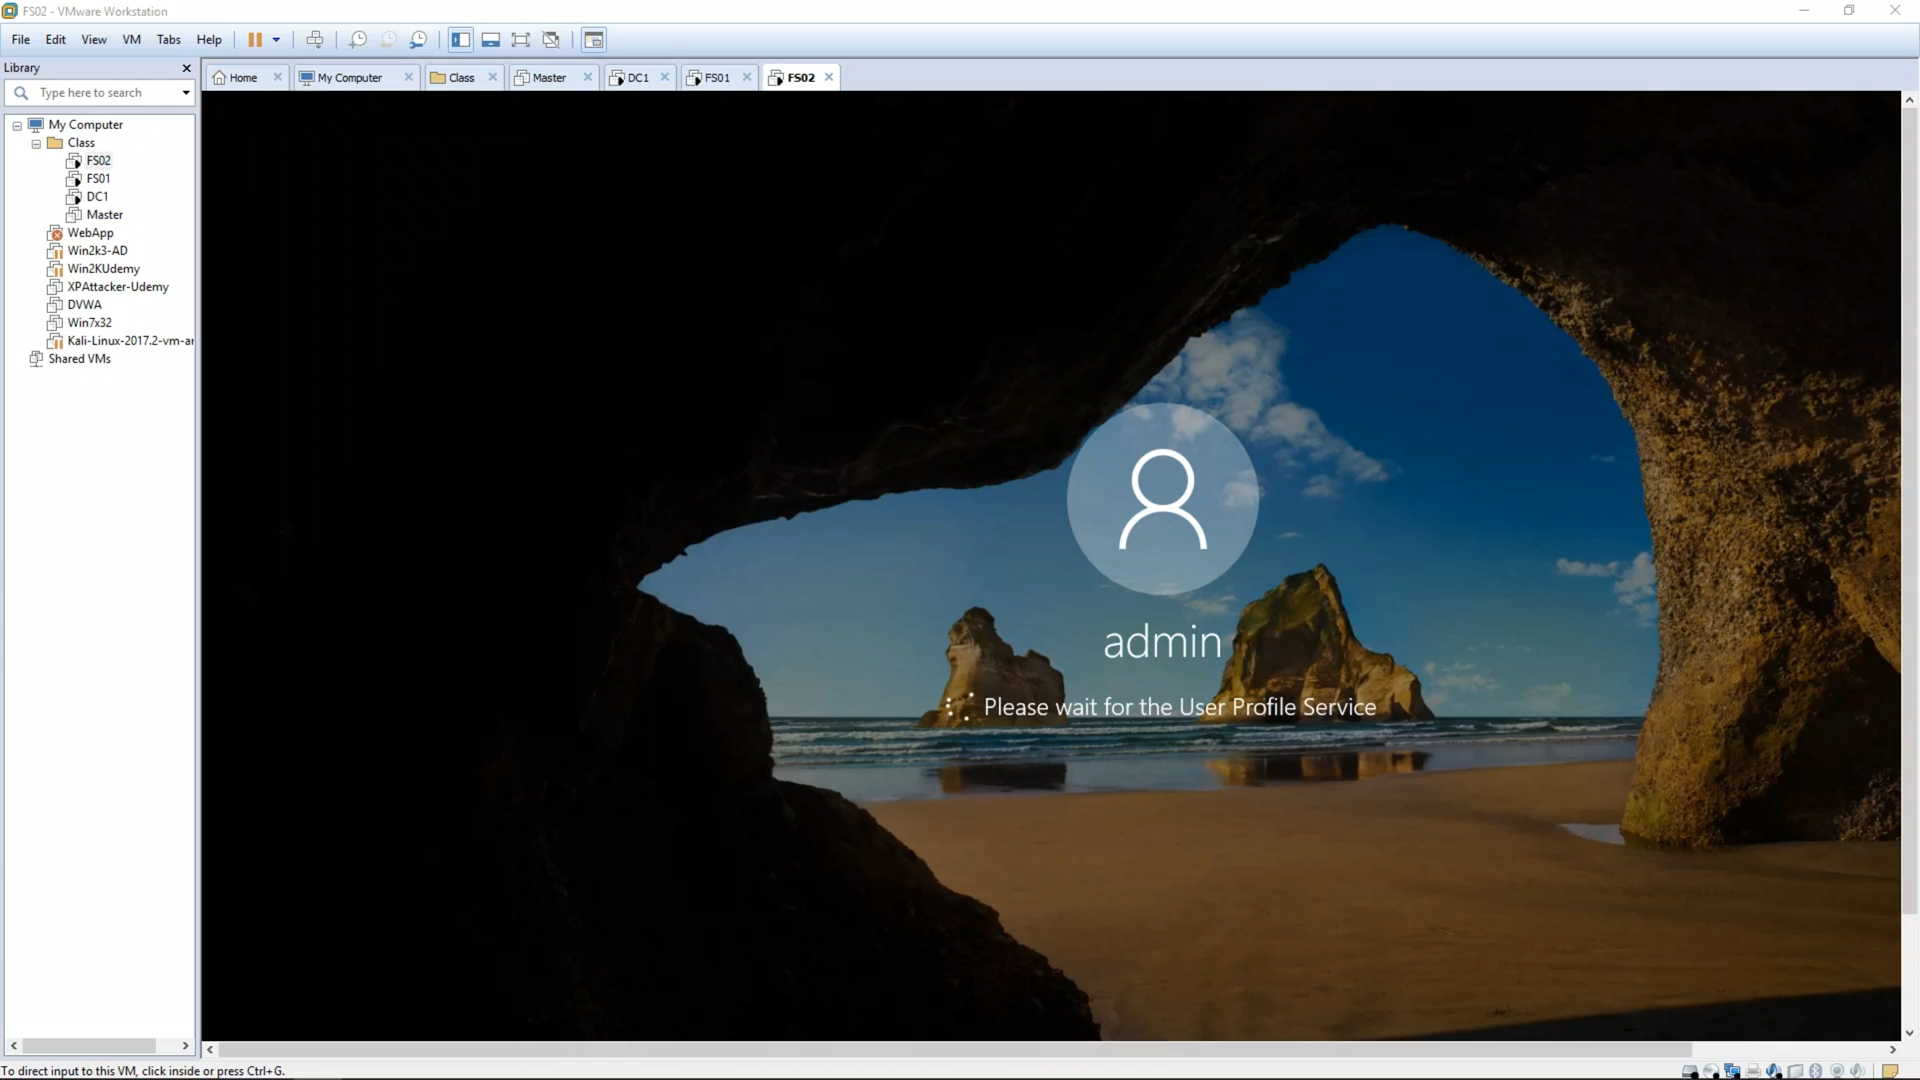 FS02 - VMware Workstation
File Edit View VM Tabs Help
Library
Type here to search
Home My Computer Class Master DC1 FS01 FS02
My Computer
Class
FS02
FS01
DC1
Master
WebApp
Win2k3-AD
Win2KUdemy
XPAttacker-Udemy
DVWA
Win7x32
Kali-Linux-2017.2-vm-ar
Shared VMs
admin
Please wait for the User Profile Service
To direct input to this VM, click inside or press Ctrl+G.